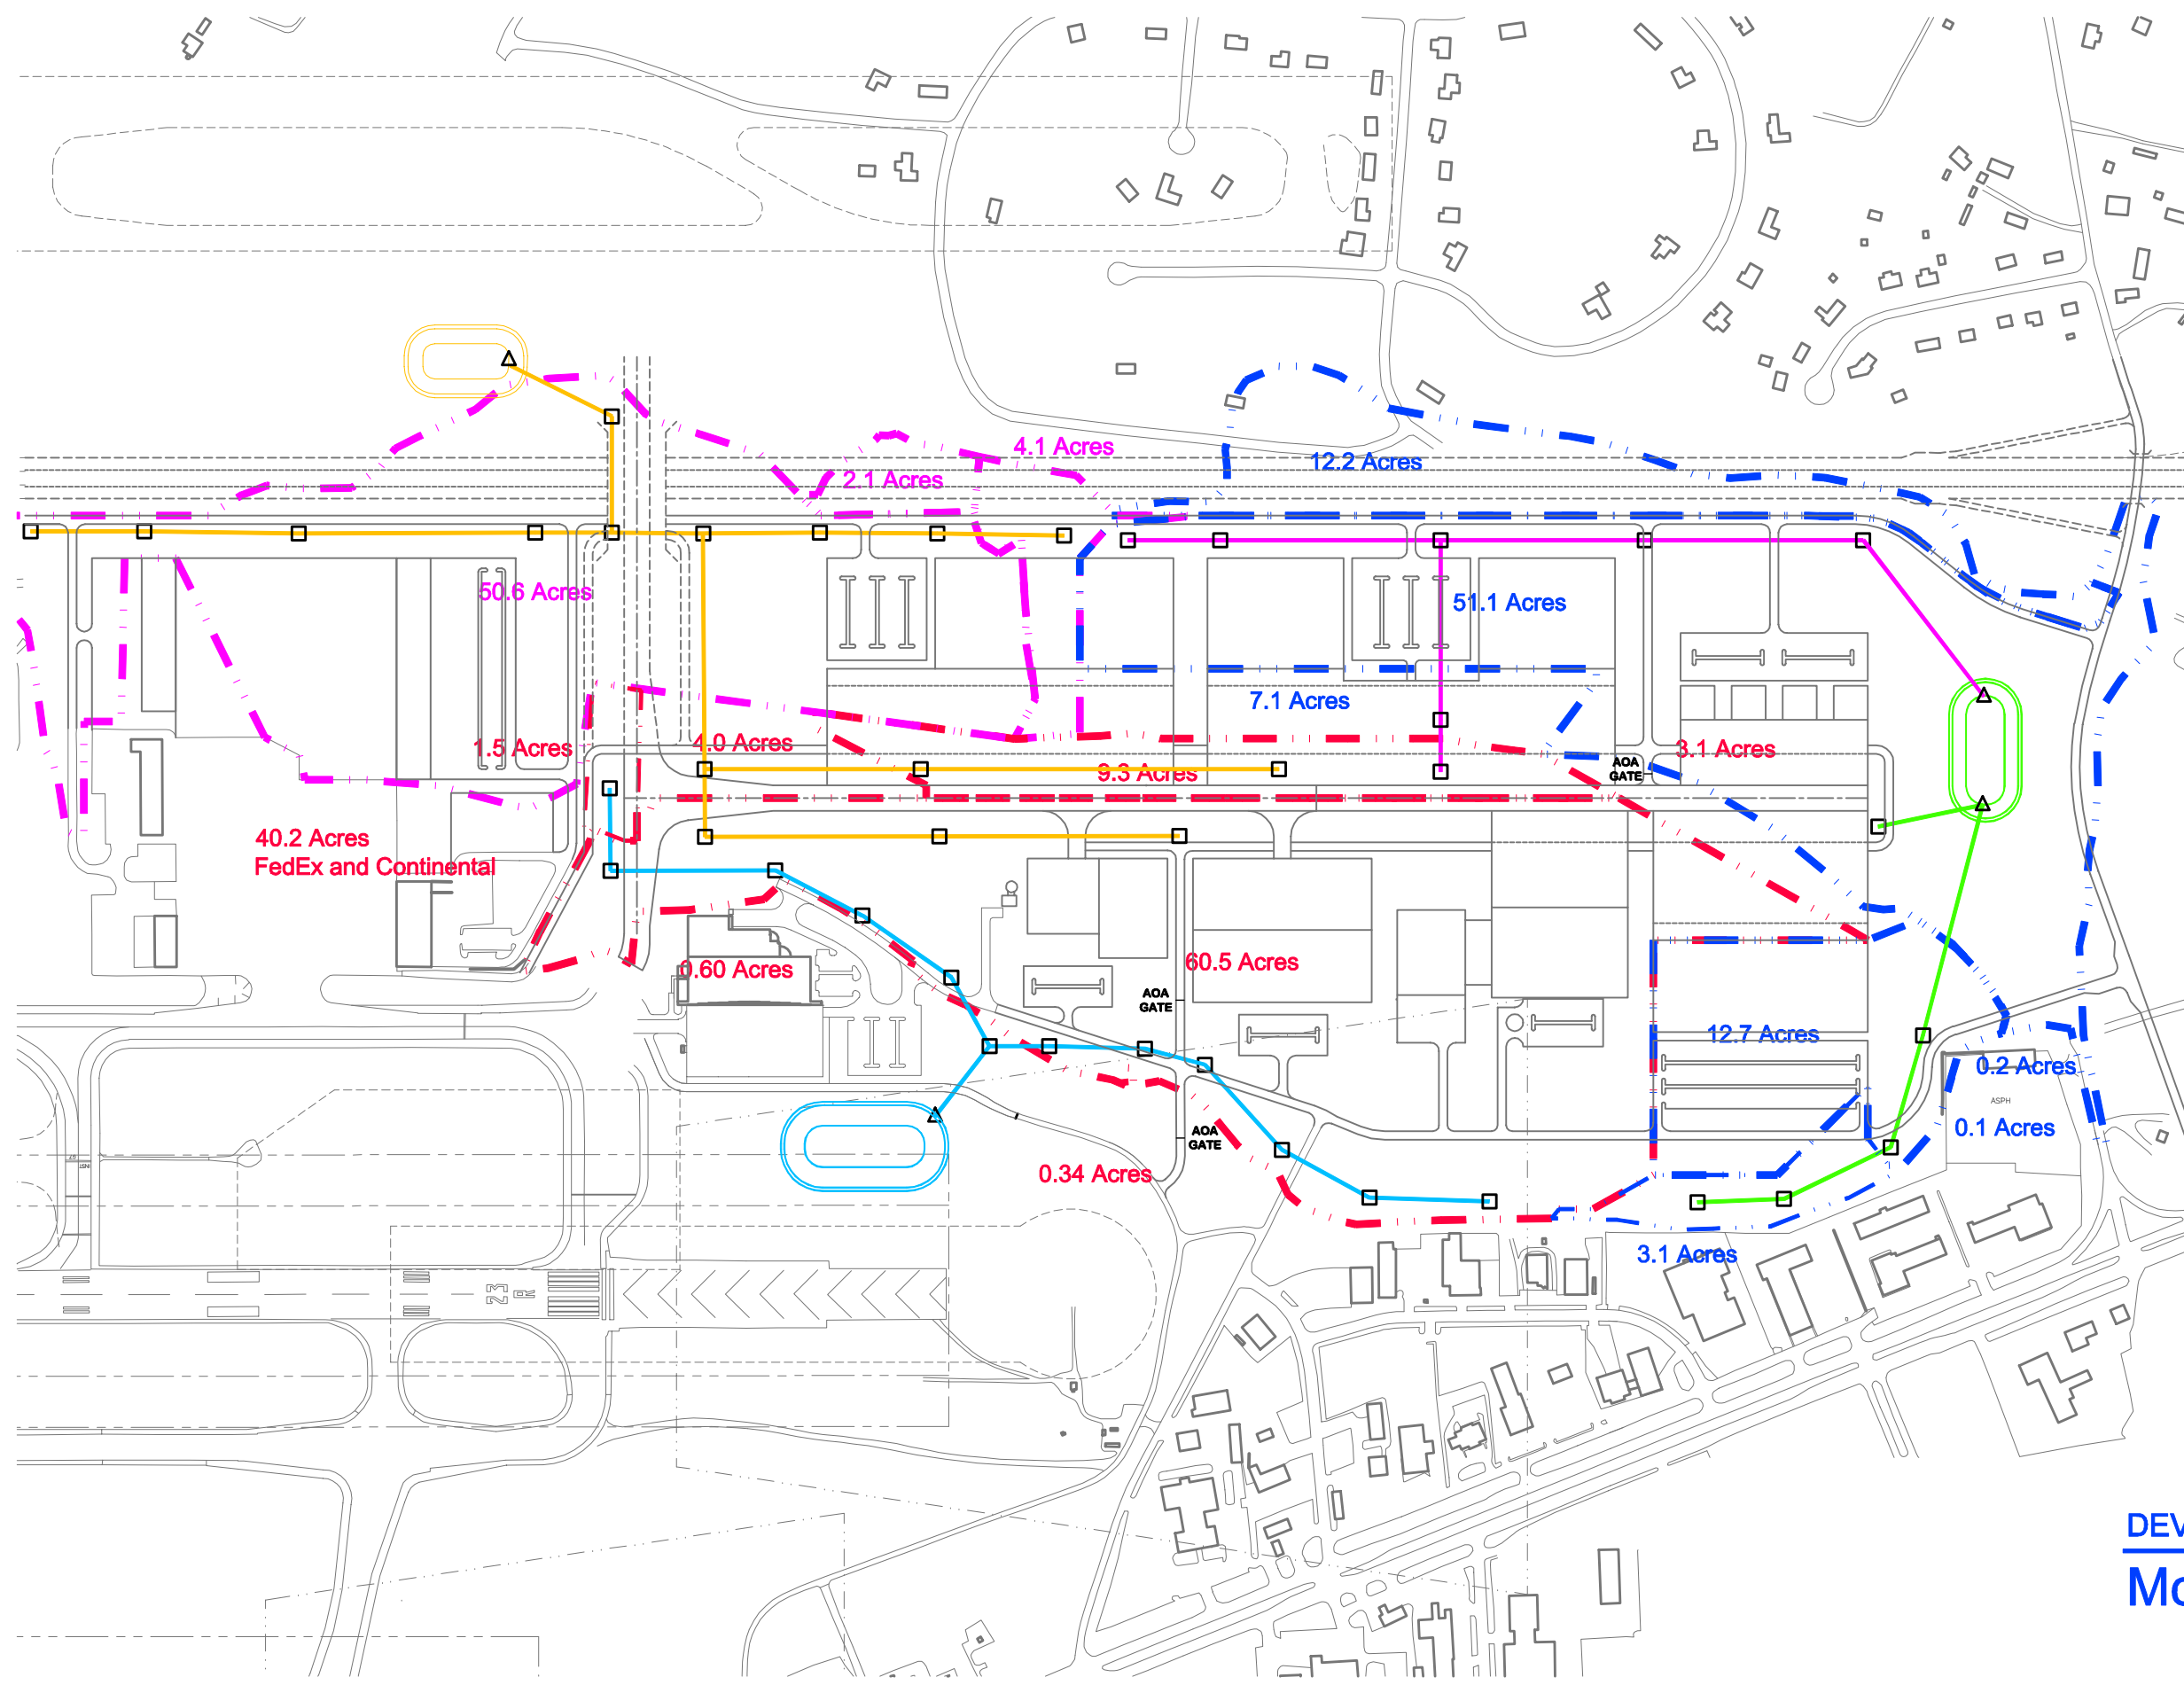 4.1 Acres
12.2 Acres
2.1 Acres
50.6 Acres
51.1 Acres
7.1 Acres
1.5 Acres
4.0 Acres
3.1 Acres
9.3 Acres
AOA
GATE
40.2 Acres
FedEx and Continental
0.60 Acres
60.5 Acres
AOA
GATE
12.7 Acres
0.2 Acres
ASPH
0.1 Acres
AOA
GATE
0.34 Acres
3.1 Acres
23
R
DEV
Mc